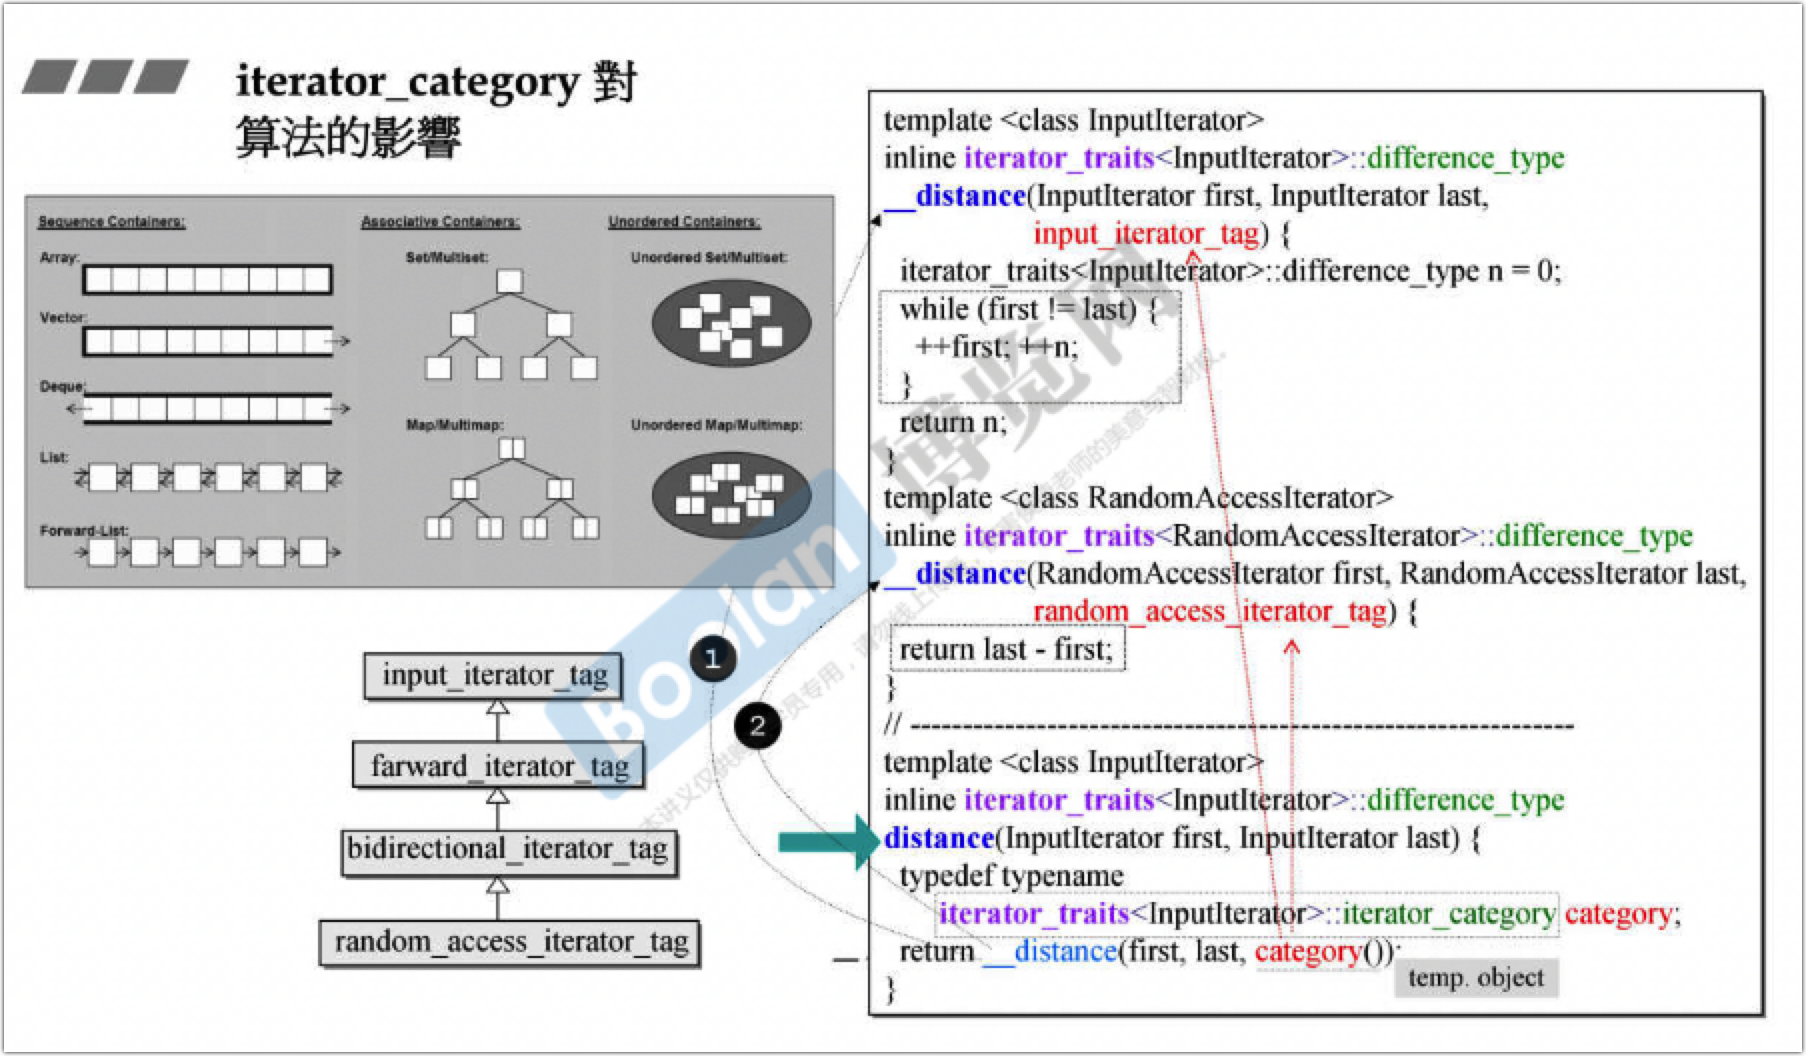 iterator_category 對
算法的影響
Sequence Containers:
Array:
Vector:
Deque:
List:
Forward-List:
Associative Containers:
Set/Multiset:
Map/Multimap:
Unordered Containers:
Unordered Set/Multiset:
Unordered Map/Multimap:
input_iterator_tag
farward_iterator_tag
bidirectional_iterator_tag
random_access_iterator_tag
1
2
template <class InputIterator>
inline iterator_traits<InputIterator>::difference_type
__distance(InputIterator first, InputIterator last,
input_iterator_tag) {
iterator_traits<InputIterator>::difference_type n = 0;
while (first != last) {
++first; ++n;
}
return n;
}
template <class RandomAccessIterator>
inline iterator_traits<RandomAccessIterator>::difference_type
__distance(RandomAccessIterator first, RandomAccessIterator last,
random_access_iterator_tag) {
return last - first;
}
// ----------------------------------------------------------------
template <class InputIterator>
inline iterator_traits<InputIterator>::difference_type
distance(InputIterator first, InputIterator last) {
typedef typename
iterator_traits<InputIterator>::iterator_category category;
return __distance(first, last, category());
temp. object
}
Boolan 博览网